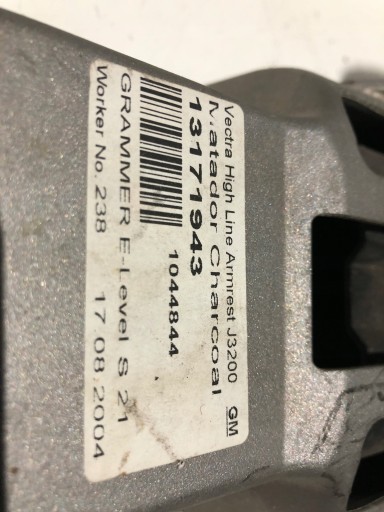 Vectra High Line Armrest J3200 GM
Matador Charcoal
13171943
1044844
GRAMMER E-Level S 21
Worker No. 238 17.08.2004